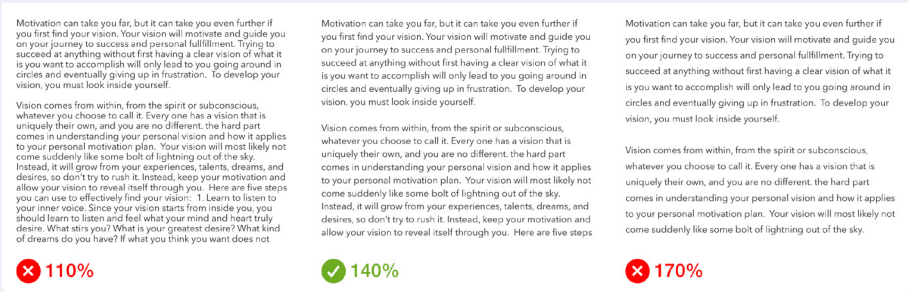 Motivation can take you far, but it can take you even further if
you first find your vision. Your vision will motivate and guide you
on your journey to success and personal fullfillment. Trying to
succeed at anything without first having a clear vision of what it
is you want to accomplish will only lead to you going around in
circles and eventually giving up in frustration.  To develop your
vision, you must look inside yourself.
Vision comes from within, from the spirit or subconscious,
whatever you choose to call it. Every one has a vision that is
uniquely their own, and you are no different. the hard part
comes in understanding your personal vision and how it applies
to your personal motivation plan.  Your vision will most likely not
come suddenly like some bolt of lightning out of the sky.
Instead, it will grow from your experiences, talents, dreams, and
desires, so don't try to rush it. Instead, keep your motivation and
allow your vision to reveal itself through you.  Here are five steps
you can use to effectively find your vision:  1. Learn to listen to
your inner voice. Since your vision starts from inside you, you
should learn to listen and feel what your mind and heart truly
desire. What stirs you? What is your greatest desire? What kind
of dreams do you have? If what you think you want does not
110%
Motivation can take you far, but it can take you even further if
you first find your vision. Your vision will motivate and guide you
on your journey to success and personal fullfillment. Trying to
succeed at anything without first having a clear vision of what it
is you want to accomplish will only lead to you going around in
circles and eventually giving up in frustration.  To develop your
vision, you must look inside yourself.
Vision comes from within, from the spirit or subconscious,
whatever you choose to call it. Every one has a vision that is
uniquely their own, and you are no different. the hard part
comes in understanding your personal vision and how it applies
to your personal motivation plan.  Your vision will most likely not
come suddenly like some bolt of lightning out of the sky.
Instead, it will grow from your experiences, talents, dreams, and
desires, so don't try to rush it. Instead, keep your motivation and
allow your vision to reveal itself through you.  Here are five steps
140%
Motivation can take you far, but it can take you even further if
you first find your vision. Your vision will motivate and guide you
on your journey to success and personal fullfillment. Trying to
succeed at anything without first having a clear vision of what it
is you want to accomplish will only lead to you going around in
circles and eventually giving up in frustration.  To develop your
vision, you must look inside yourself.
Vision comes from within, from the spirit or subconscious,
whatever you choose to call it. Every one has a vision that is
uniquely their own, and you are no different. the hard part
comes in understanding your personal vision and how it applies
to your personal motivation plan.  Your vision will most likely not
come suddenly like some bolt of lightning out of the sky.
170%